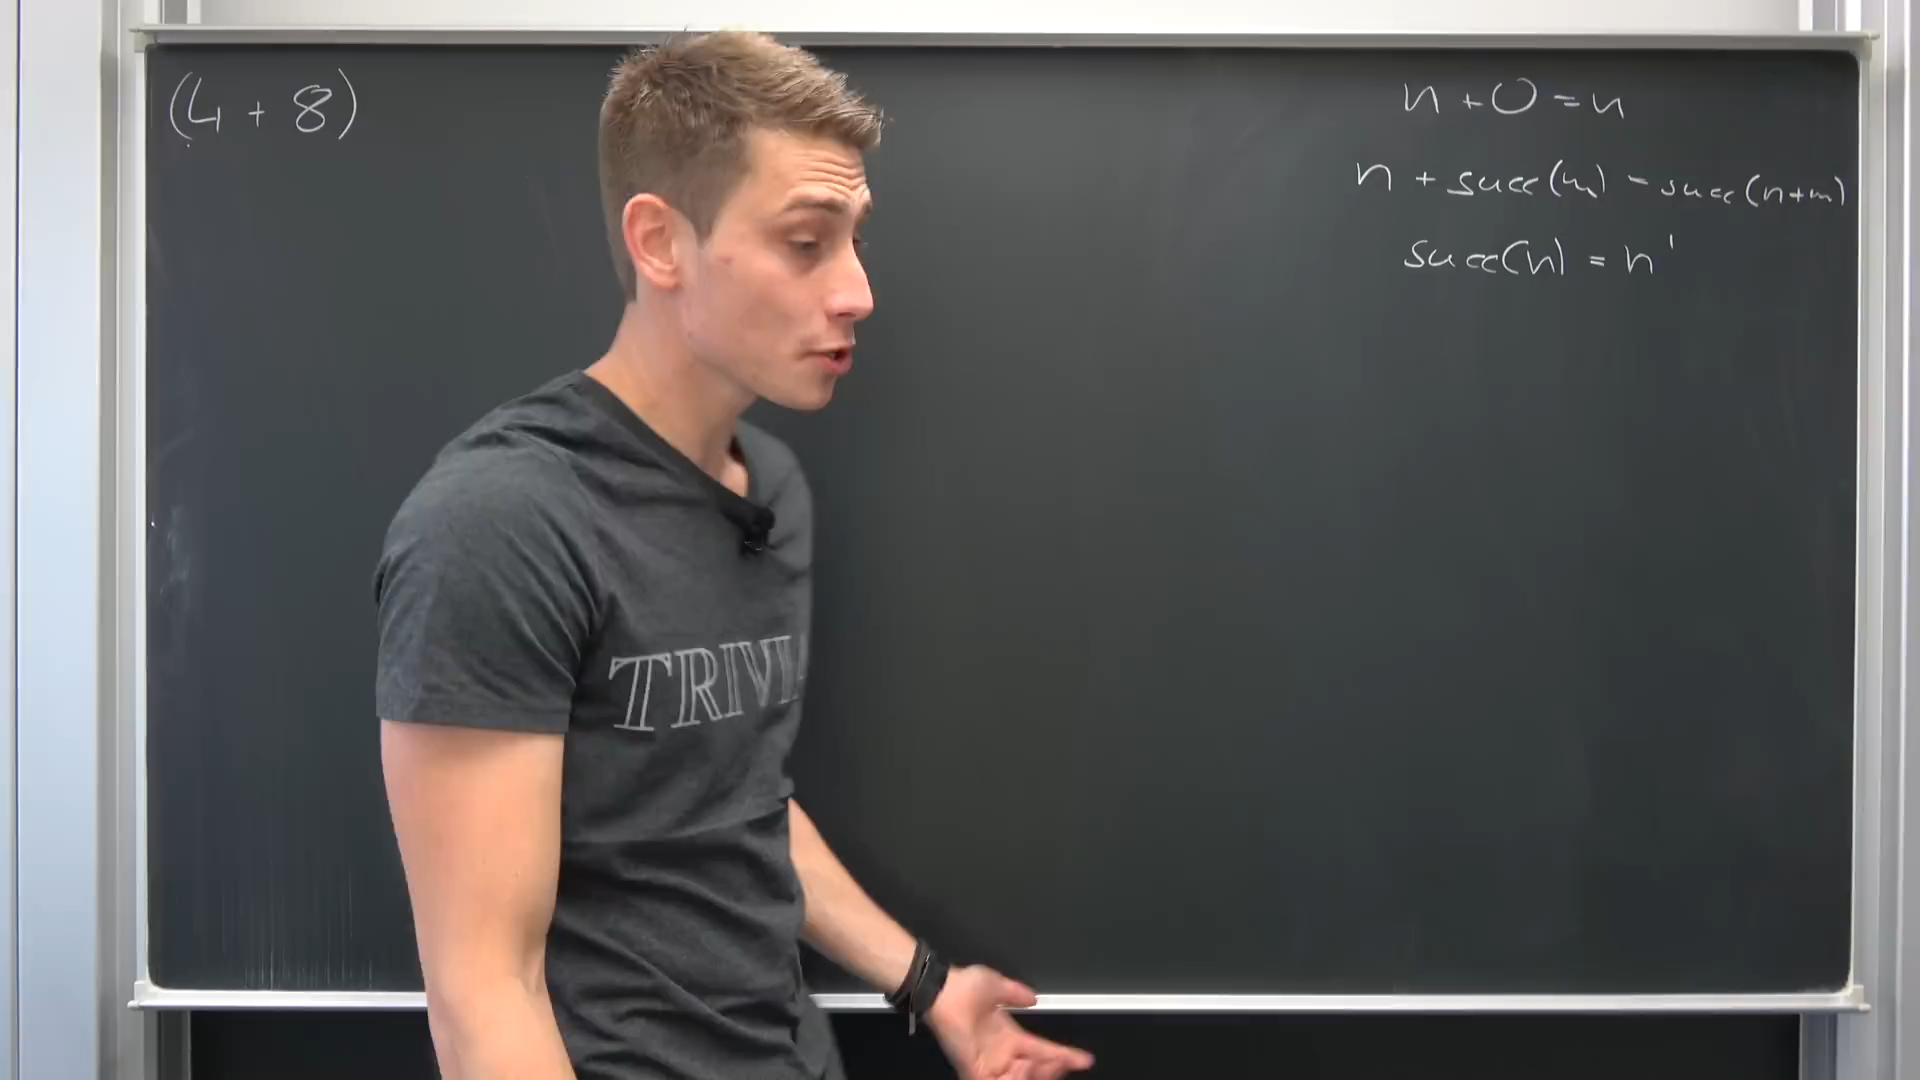 (4 + 8)
n + 0 = n
n + succ(m) = succ(n+m)
succ(n) = n'
TRIVIA